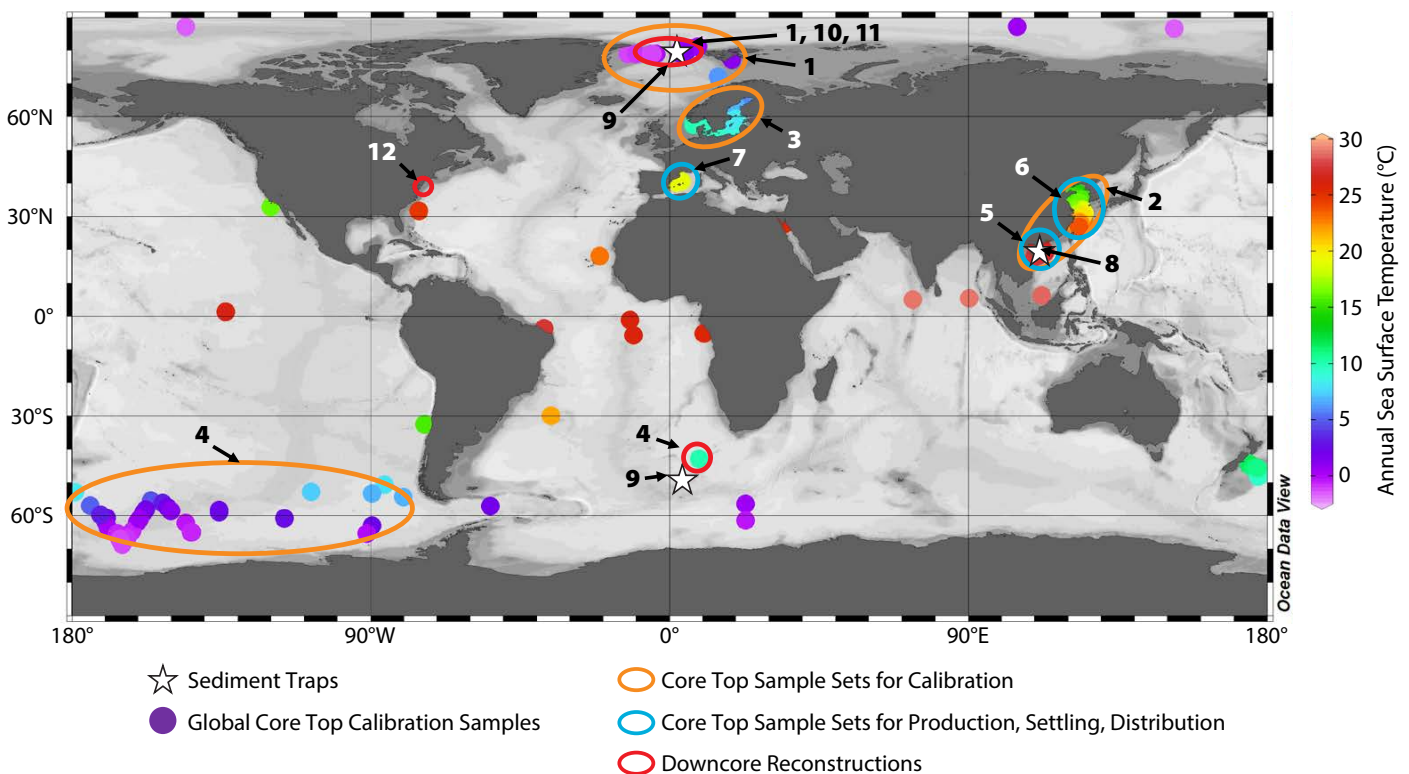 1, 10, 11
1
9
3
12
7
6
2
5
8
4
4
9
60°N
30°N
0°
30°S
60°S
180°
90°W
0°
90°E
180°
Ocean Data View
30
25
20
15
10
5
0
Annual Sea Surface Temperature (°C)
Sediment Traps
Global Core Top Calibration Samples
Core Top Sample Sets for Calibration
Core Top Sample Sets for Production, Settling, Distribution
Downcore Reconstructions